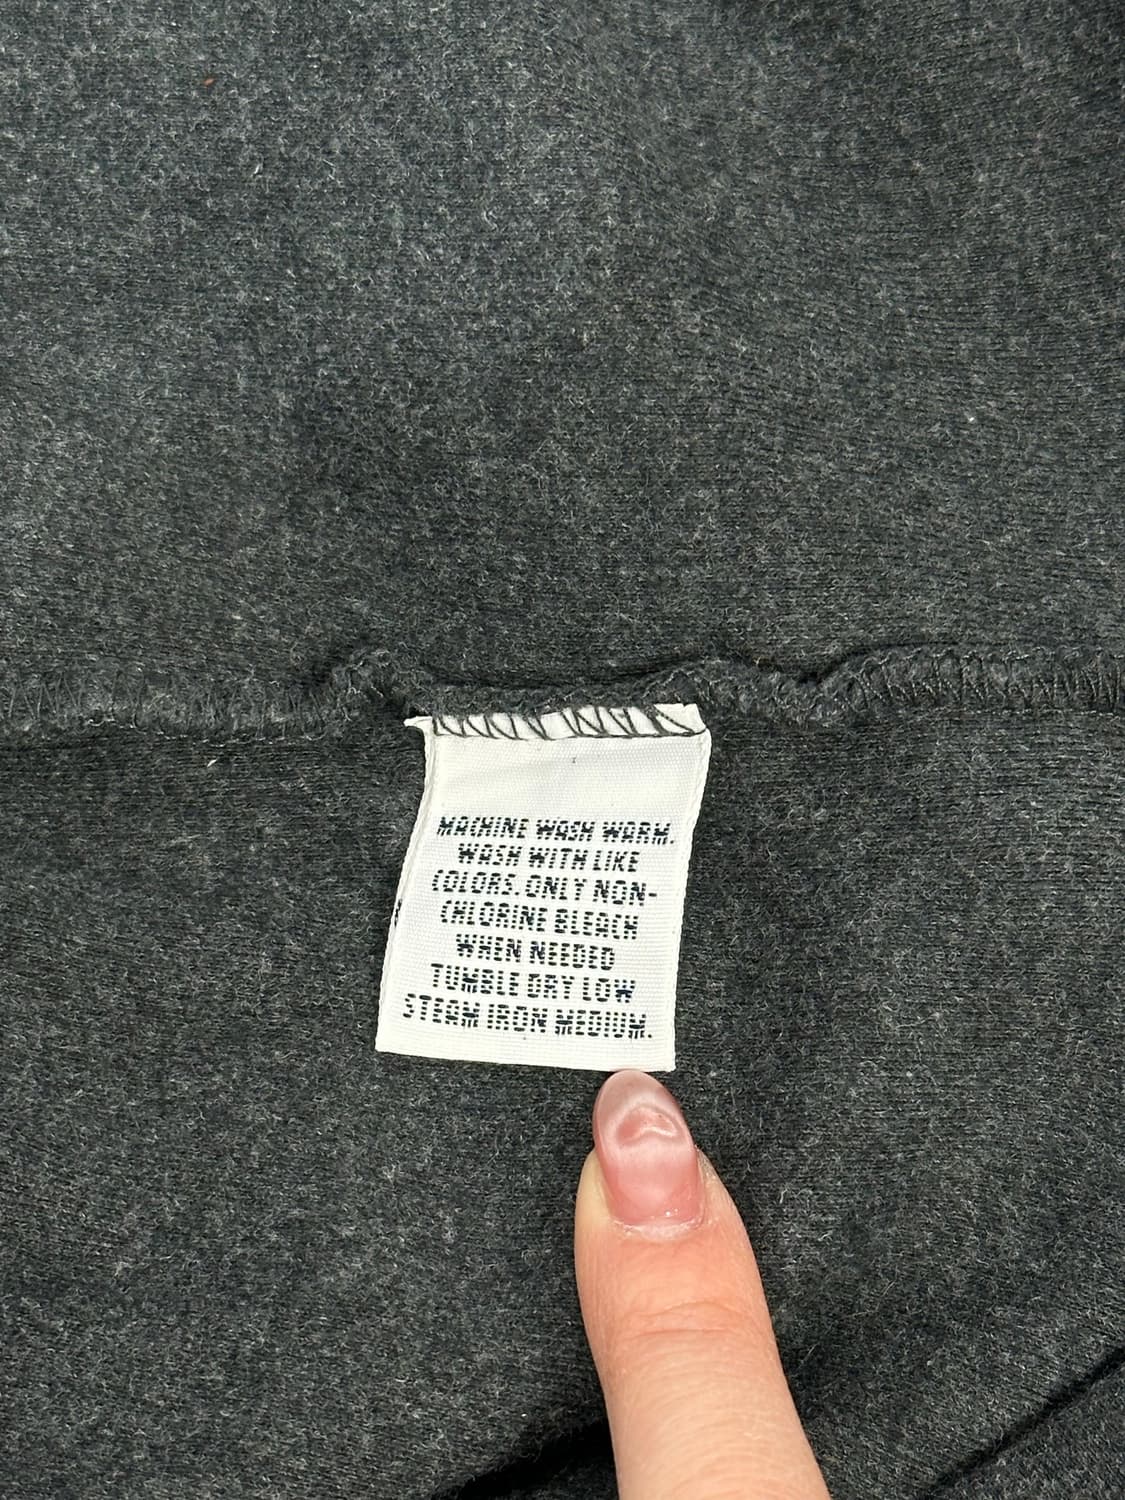 MACHINE WASH WARM.
WASH WITH LIKE
COLORS. ONLY NON-
CHLORINE BLEACH
WHEN NEEDED
TUMBLE DRY LOW
STEAM IRON MEDIUM.